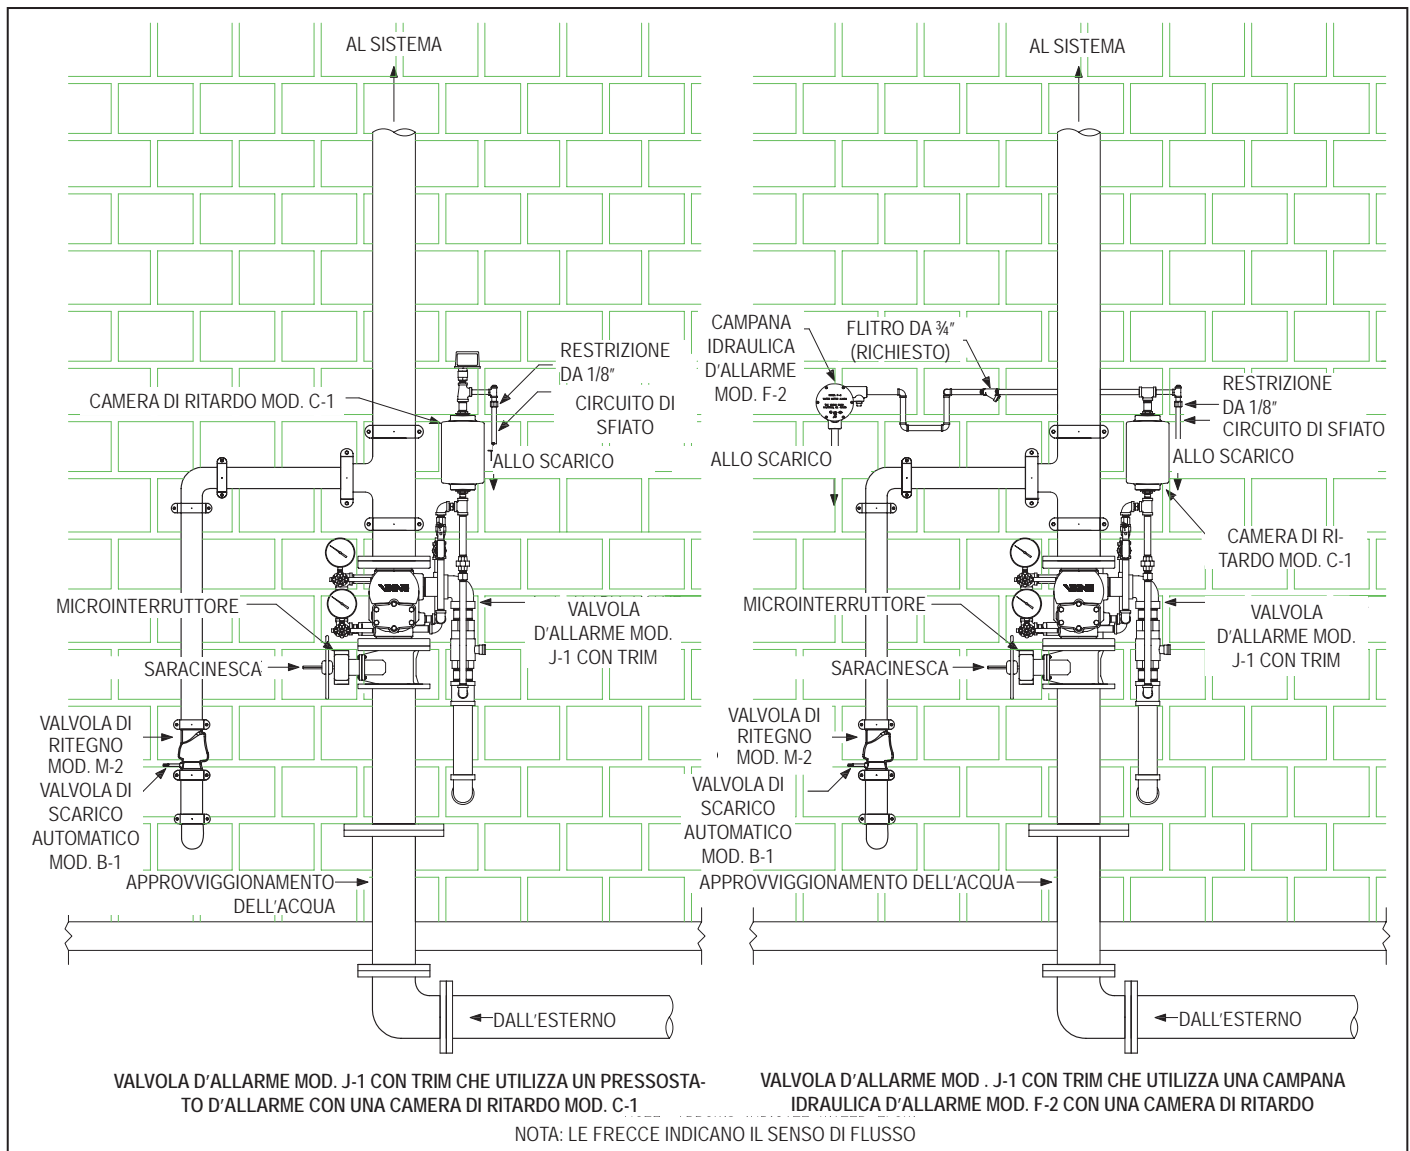 AL SISTEMA
RESTRIZIONE
DA 1/8"
CAMERA DI RITARDO MOD. C-1
CIRCUITO DI
SFIATO
ALLO SCARICO
MICROINTERRUTTORE
VALVOLA
D'ALLARME MOD.
J-1 CON TRIM
SARACINESCA
VALVOLA DI
RITEGNO
MOD. M-2
VALVOLA DI
SCARICO
AUTOMATICO
MOD. B-1
APPROVVIGGIONAMENTO
DELL'ACQUA
DALL'ESTERNO
VALVOLA D'ALLARME MOD. J-1 CON TRIM CHE UTILIZZA UN PRESSOSTA-
TO D'ALLARME CON UNA CAMERA DI RITARDO MOD. C-1
AL SISTEMA
CAMPANA
IDRAULICA
D'ALLARME
MOD. F-2
FLITRO DA ¾"
(RICHIESTO)
RESTRIZIONE
DA 1/8"
CIRCUITO DI SFIATO
ALLO SCARICO
ALLO SCARICO
CAMERA DI RI-
TARDO MOD. C-1
MICROINTERRUTTORE
VALVOLA
D'ALLARME MOD.
J-1 CON TRIM
SARACINESCA
VALVOLA DI
RITEGNO
MOD. M-2
VALVOLA DI
SCARICO
AUTOMATICO
MOD. B-1
APPROVVIGGIONAMENTO DELL'ACQUA
DALL'ESTERNO
VALVOLA D'ALLARME MOD . J-1 CON TRIM CHE UTILIZZA UNA CAMPANA
IDRAULICA D'ALLARME MOD. F-2 CON UNA CAMERA DI RITARDO
NOTA: LE FRECCE INDICANO IL SENSO DI FLUSSO